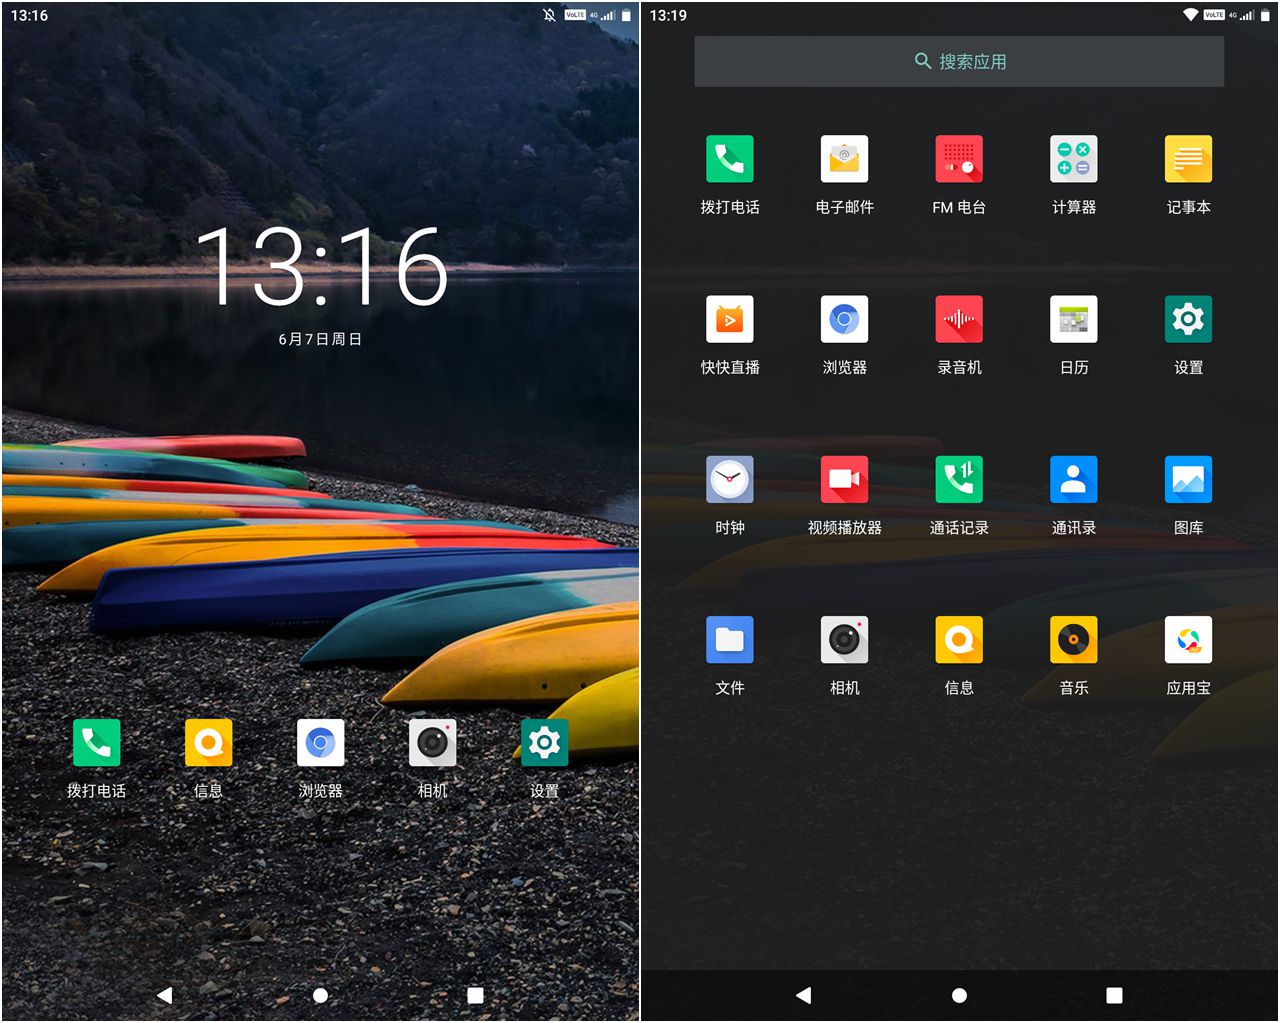 13:16
VoLTE 4G
13:16
6月7日周日
拨打电话 信息 浏览器 相机 设置
13:19
VoLTE 4G
搜索应用
拨打电话 电子邮件 FM 电台 计算器 记事本
快快直播 浏览器 录音机 日历 设置
时钟 视频播放器 通话记录 通讯录 图库
文件 相机 信息 音乐 应用宝